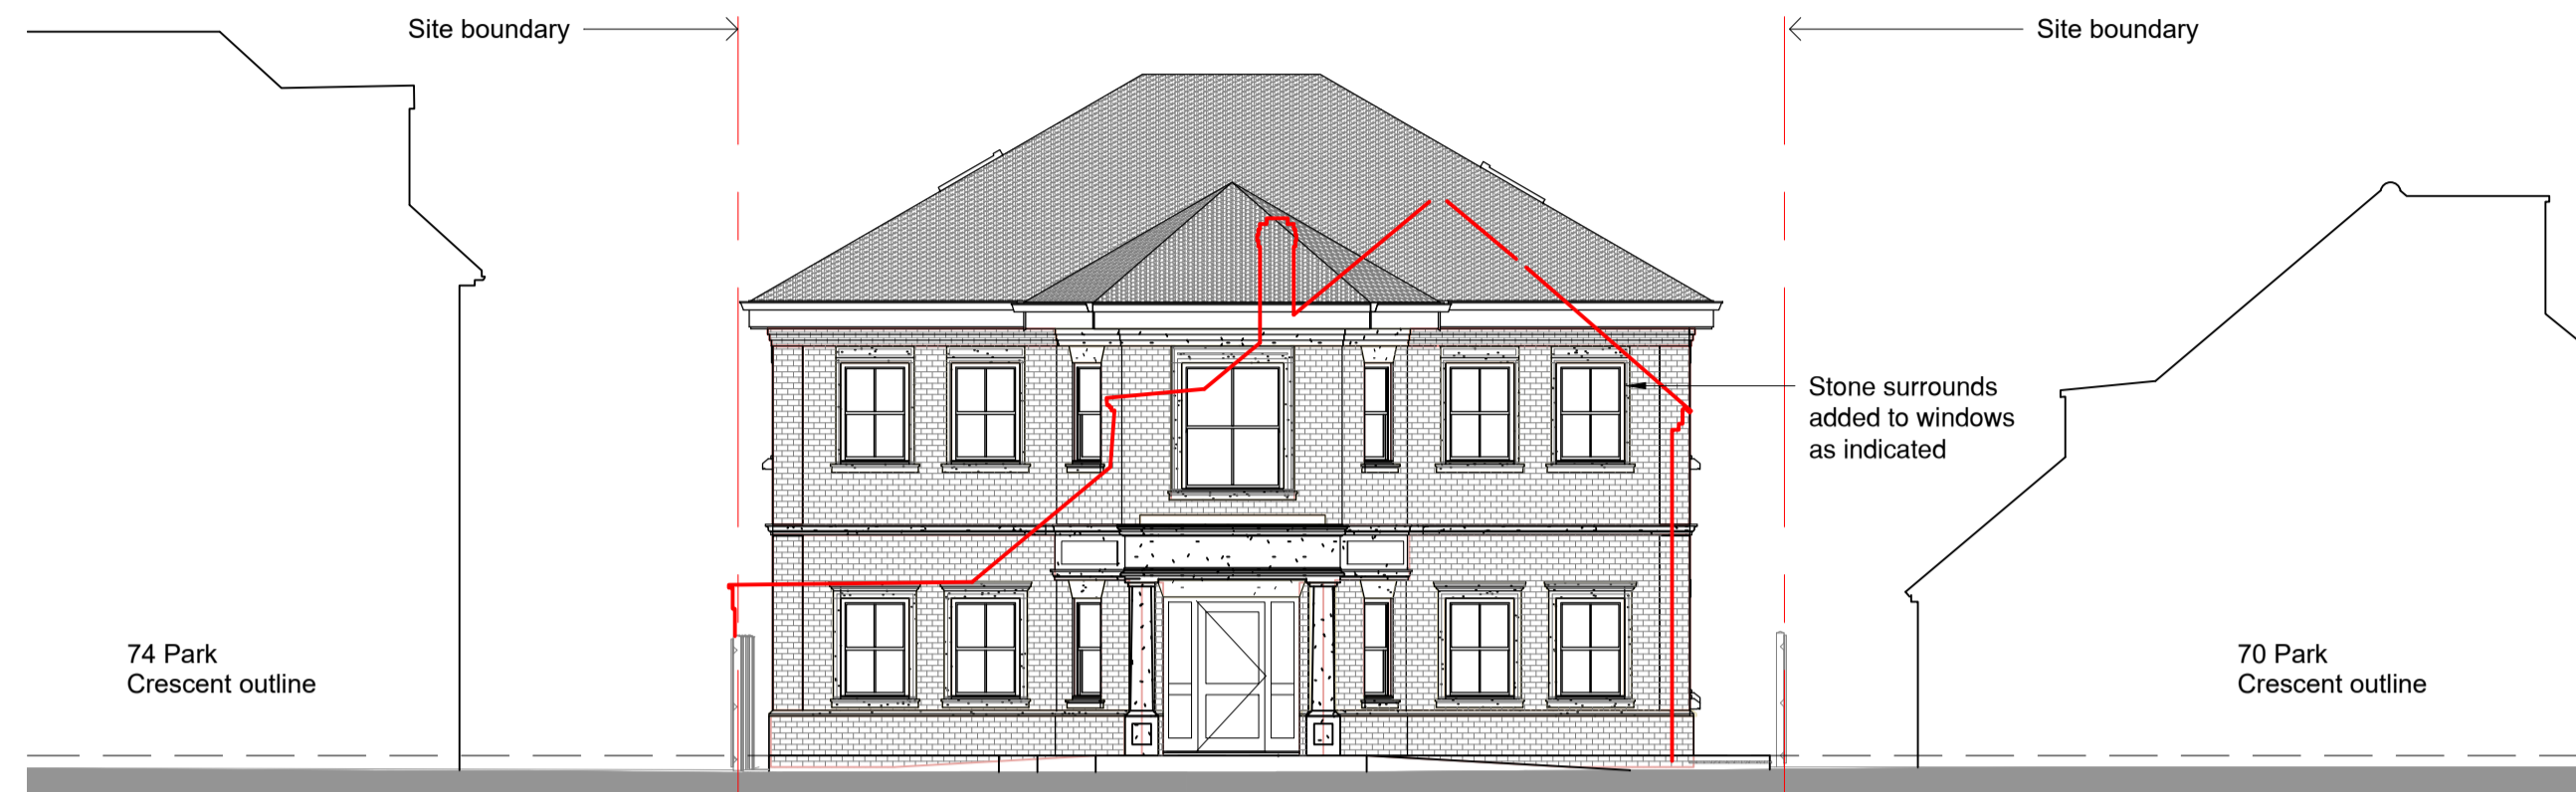 Site boundary
Site boundary
Stone surrounds
added to windows
as indicated
74 Park
Crescent outline
70 Park
Crescent outline